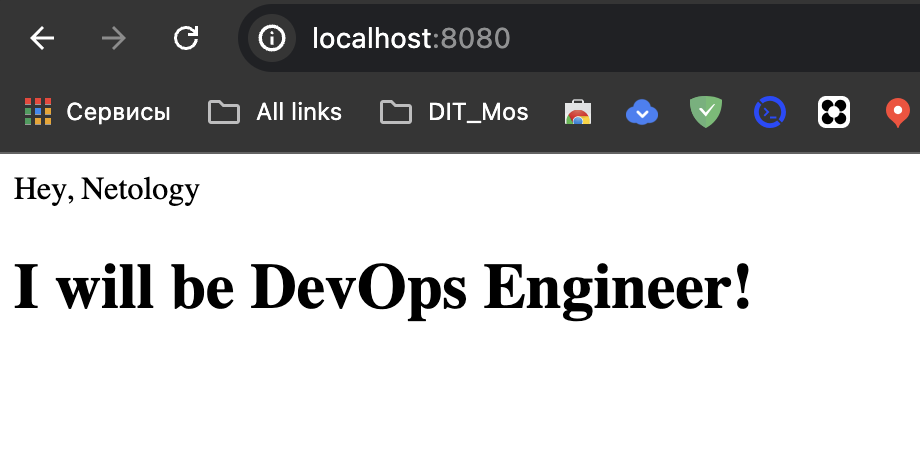 localhost:8080
Сервисы All links DIT_Mos
Hey, Netology
I will be DevOps Engineer!